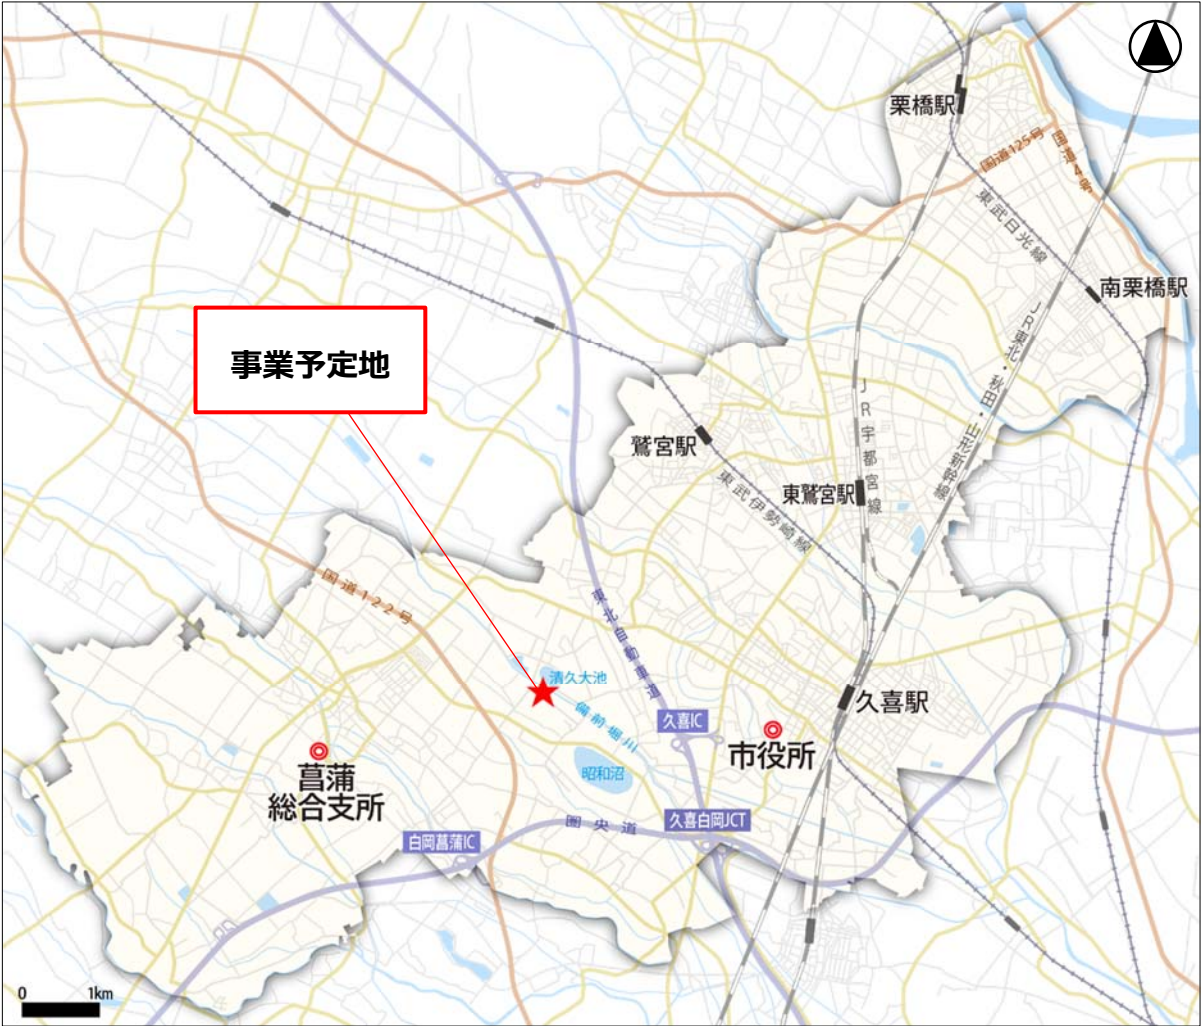 栗橋駅
国道125号
国道4号
東武日光線
南栗橋駅
JR東北・秋田・山形新幹線
事業予定地
JR宇都宮線
鷲宮駅
東鷲宮駅
東武伊勢崎線
国道122号
東北自動車道
清久大池
備前堀川
久喜IC
久喜駅
市役所
昭和沼
菖蒲
総合支所
圏央道
久喜白岡JCT
白岡菖蒲IC
0 1km